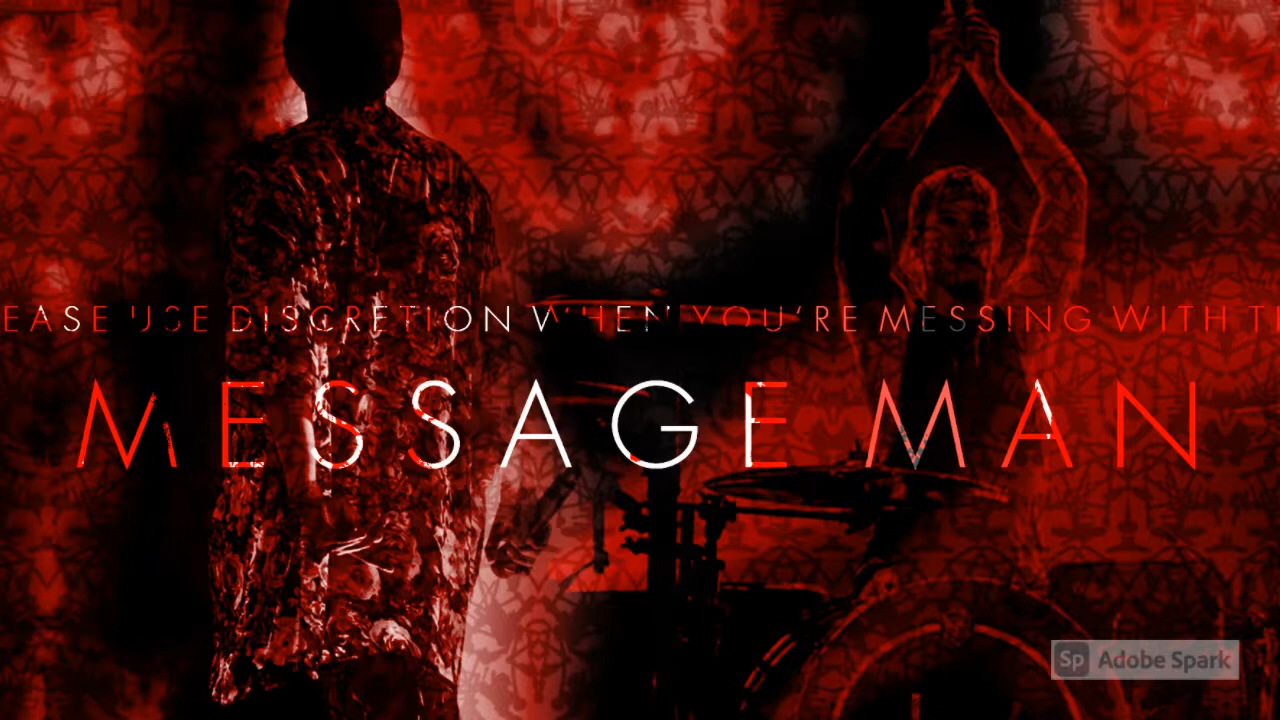 EASE USE DISCRETION WHEN YOU'RE MESSING WITH T
MESSAGE MAN
Sp Adobe Spark